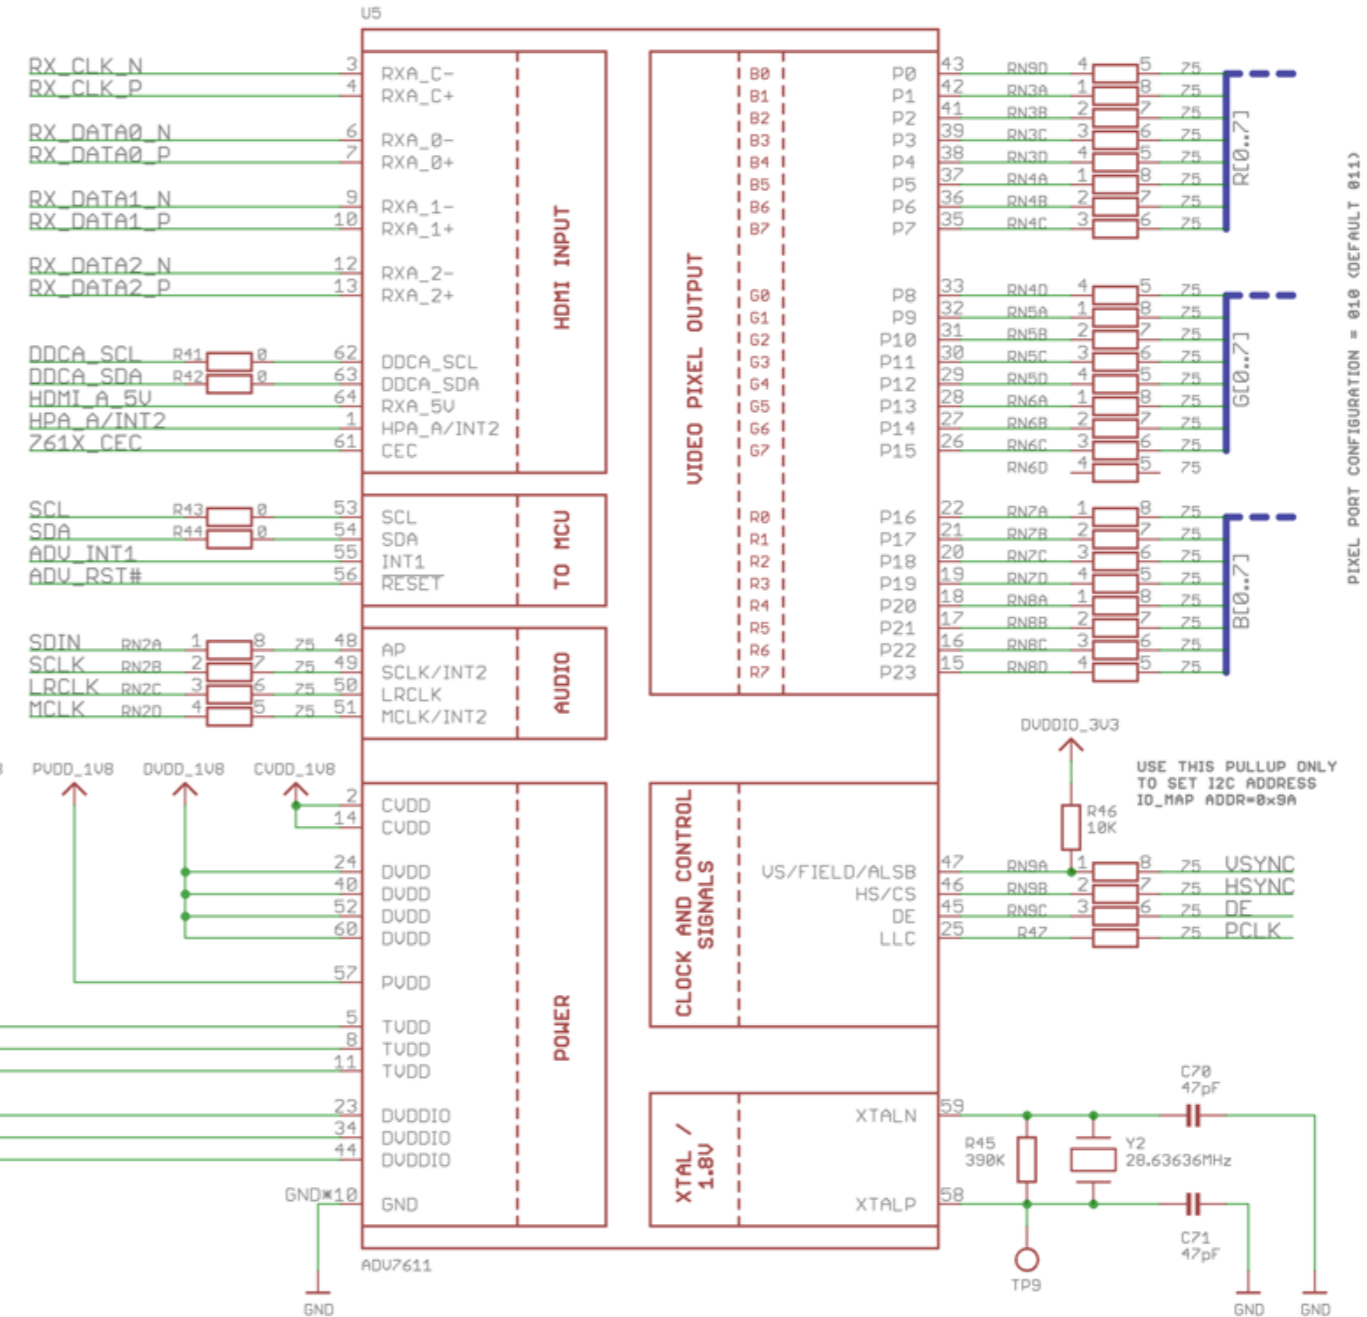 U5
RX_CLK_N 3 RXA_C-
RX_CLK_P 4 RXA_C+
RX_DATA0_N 6 RXA_0-
RX_DATA0_P 7 RXA_0+
RX_DATA1_N 9 RXA_1-
RX_DATA1_P 10 RXA_1+
RX_DATA2_N 12 RXA_2-
RX_DATA2_P 13 RXA_2+
DDCA_SCL R41 0 62 DDCA_SCL
DDCA_SDA R42 0 63 DDCA_SDA
HDMI_A_5V 64 RXA_5V
HPA_A/INT2 1 HPA_A/INT2
761X_CEC 61 CEC
HDMI INPUT
SCL R43 0 53 SCL
SDA R44 0 54 SDA
ADV_INT1 55 INT1
ADV_RST# 56 RESET
TO MCU
SDIN RN2A 1 8 75 48 AP
SCLK RN2B 2 7 75 49 SCLK/INT2
LRCLK RN2C 3 6 75 50 LRCLK
MCLK RN2D 4 5 75 51 MCLK/INT2
AUDIO
8 PVDD_1V8 DVDD_1V8 CVDD_1V8
2 CVDD
14 CVDD
24 DVDD
40 DVDD
52 DVDD
60 DVDD
57 PVDD
5 TVDD
8 TVDD
11 TVDD
23 DVDDIO
34 DVDDIO
44 DVDDIO
GND*10 GND
POWER
GND
ADV7611
VIDEO PIXEL OUTPUT
B0 P0 43 RN9D 4 5 75
B1 P1 42 RN3A 1 8 75
B2 P2 41 RN3B 2 7 75
B3 P3 39 RN3C 3 6 75
B4 P4 38 RN3D 4 5 75
B5 P5 37 RN4A 1 8 75
B6 P6 36 RN4B 2 7 75
B7 P7 35 RN4C 3 6 75
R[0..7]
G0 P8 33 RN4D 4 5 75
G1 P9 32 RN5A 1 8 75
G2 P10 31 RN5B 2 7 75
G3 P11 30 RN5C 3 6 75
G4 P12 29 RN5D 4 5 75
G5 P13 28 RN6A 1 8 75
G6 P14 27 RN6B 2 7 75
G7 P15 26 RN6C 3 6 75
RN6D 4 5 75
G[0..7]
R0 P16 22 RN7A 1 8 75
R1 P17 21 RN7B 2 7 75
R2 P18 20 RN7C 3 6 75
R3 P19 19 RN7D 4 5 75
R4 P20 18 RN8A 1 8 75
R5 P21 17 RN8B 2 7 75
R6 P22 16 RN8C 3 6 75
R7 P23 15 RN8D 4 5 75
B[0..7]
PIXEL PORT CONFIGURATION = 010 (DEFAULT 011)
DVDDIO_3V3
USE THIS PULLUP ONLY
TO SET I2C ADDRESS
IO_MAP ADDR=0x9A
R46
10K
CLOCK AND CONTROL
SIGNALS
VS/FIELD/ALSB 47 RN9A 1 8 75 VSYNC
HS/CS 46 RN9B 2 7 75 HSYNC
DE 45 RN9C 3 6 75 DE
LLC 25 R47 75 PCLK
XTAL /
1.8V
XTALN 59
XTALP 58
R45
390K
Y2
28.63636MHz
C70
47pF
C71
47pF
TP9
GND
GND